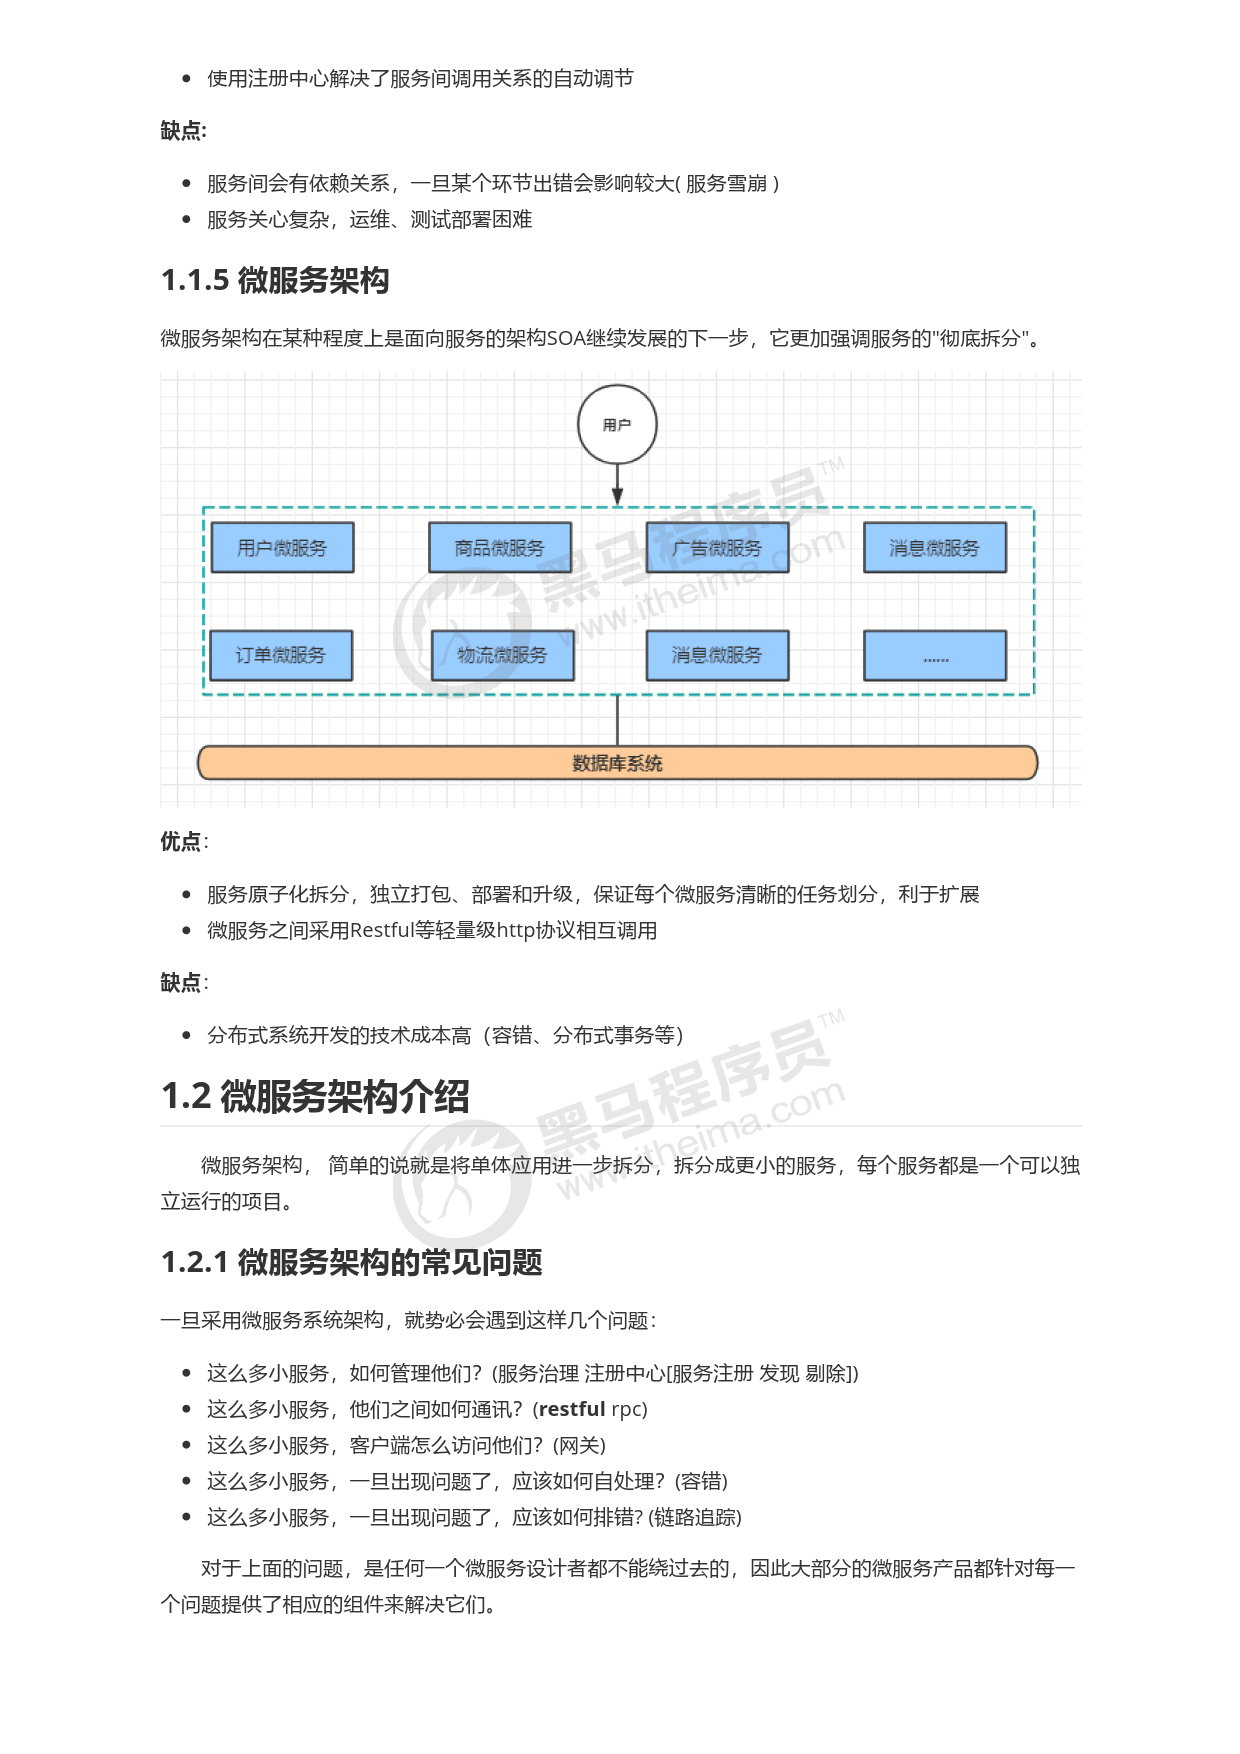 使用注册中心解决了服务间调用关系的自动调节
缺点:
服务间会有依赖关系，一旦某个环节出错会影响较大( 服务雪崩 )
服务关心复杂，运维、测试部署困难
1.1.5 微服务架构
微服务架构在某种程度上是面向服务的架构SOA继续发展的下一步，它更加强调服务的"彻底拆分"。
用户
用户微服务 商品微服务 广告微服务 消息微服务
订单微服务 物流微服务 消息微服务 ......
数据库系统
黑马程序员™
www.itheima.com
优点：
服务原子化拆分，独立打包、部署和升级，保证每个微服务清晰的任务划分，利于扩展
微服务之间采用Restful等轻量级http协议相互调用
缺点：
分布式系统开发的技术成本高（容错、分布式事务等）
1.2 微服务架构介绍
黑马程序员™
www.itheima.com
微服务架构， 简单的说就是将单体应用进一步拆分，拆分成更小的服务，每个服务都是一个可以独
立运行的项目。
1.2.1 微服务架构的常见问题
一旦采用微服务系统架构，就势必会遇到这样几个问题：
这么多小服务，如何管理他们？(服务治理 注册中心[服务注册 发现 剔除])
这么多小服务，他们之间如何通讯？(restful rpc)
这么多小服务，客户端怎么访问他们？(网关)
这么多小服务，一旦出现问题了，应该如何自处理？(容错)
这么多小服务，一旦出现问题了，应该如何排错? (链路追踪)
对于上面的问题，是任何一个微服务设计者都不能绕过去的，因此大部分的微服务产品都针对每一
个问题提供了相应的组件来解决它们。